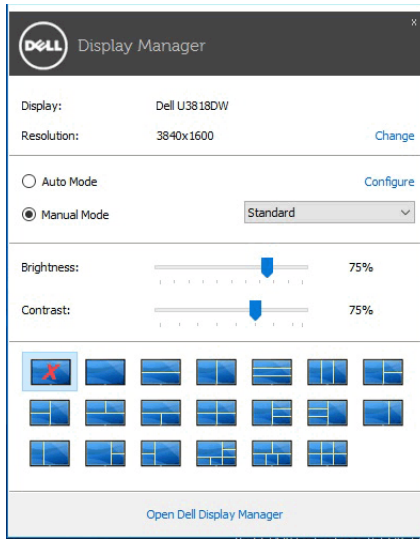 x
DELL Display Manager
Display: Dell U3818DW
Resolution: 3840x1600 Change
Auto Mode Configure
Manual Mode Standard
Brightness: 75%
Contrast: 75%
Open Dell Display Manager